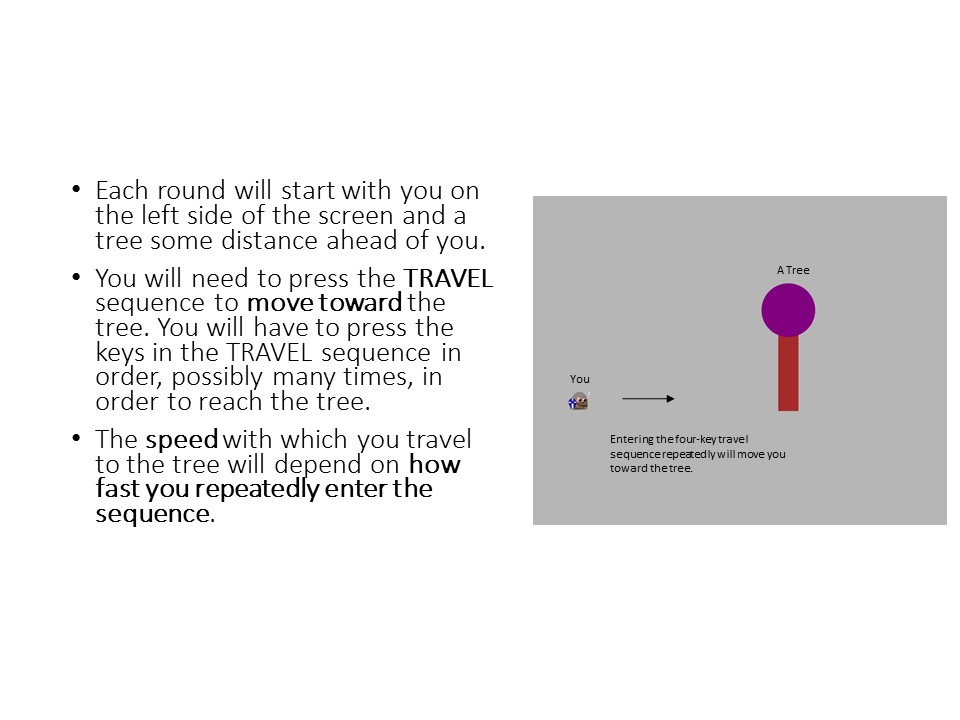 • Each round will start with you on
the left side of the screen and a
tree some distance ahead of you.
• You will need to press the TRAVEL
sequence to move toward the
tree. You will have to press the
keys in the TRAVEL sequence in
order, possibly many times, in
order to reach the tree.
• The speed with which you travel
to the tree will depend on how
fast you repeatedly enter the
sequence.
A Tree
You
Entering the four-key travel
sequence repeatedly will move you
toward the tree.